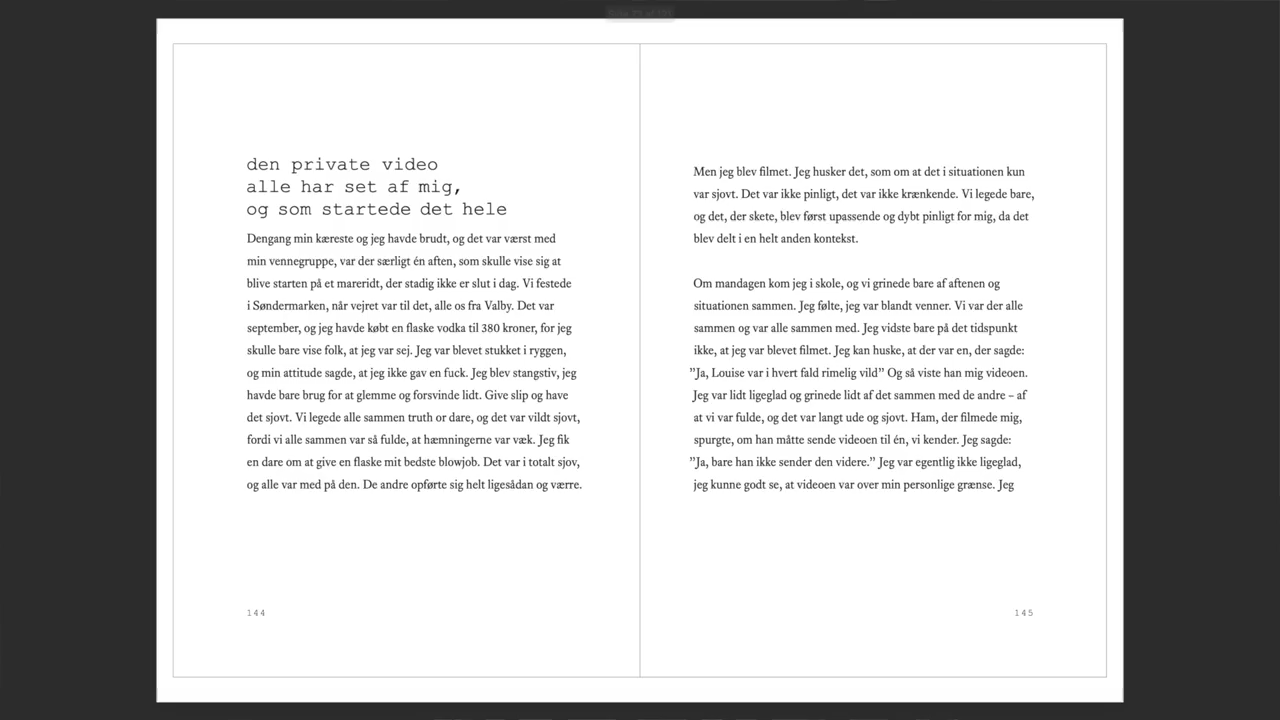 den private video
alle har set af mig,
og som startede det hele
Dengang min kæreste og jeg havde brudt, og det var værst med
min vennegruppe, var der særligt én aften, som skulle vise sig at
blive starten på et mareridt, der stadig ikke er slut i dag. Vi festede
i Søndermarken, når vejret var til det, alle os fra Valby. Det var
september, og jeg havde købt en flaske vodka til 380 kroner, for jeg
skulle bare vise folk, at jeg var sej. Jeg var blevet stukket i ryggen,
og min attitude sagde, at jeg ikke gav en fuck. Jeg blev stangstiv, jeg
havde bare brug for at glemme og forsvinde lidt. Give slip og have
det sjovt. Vi legede alle sammen truth or dare, og det var vildt sjovt,
fordi vi alle sammen var så fulde, at hæmningerne var væk. Jeg fik
en dare om at give en flaske mit bedste blowjob. Det var i totalt sjov,
og alle var med på den. De andre opførte sig helt ligesådan og værre.
144
Men jeg blev filmet. Jeg husker det, som om at det i situationen kun
var sjovt. Det var ikke pinligt, det var ikke krænkende. Vi legede bare,
og det, der skete, blev først upassende og dybt pinligt for mig, da det
blev delt i en helt anden kontekst.
Om mandagen kom jeg i skole, og vi grinede bare af aftenen og
situationen sammen. Jeg følte, jeg var blandt venner. Vi var der alle
sammen og var alle sammen med. Jeg vidste bare på det tidspunkt
ikke, at jeg var blevet filmet. Jeg kan huske, at der var en, der sagde:
”Ja, Louise var i hvert fald rimelig vild” Og så viste han mig videoen.
Jeg var lidt ligeglad og grinede lidt af det sammen med de andre – af
at vi var fulde, og det var langt ude og sjovt. Ham, der filmede mig,
spurgte, om han måtte sende videoen til én, vi kender. Jeg sagde:
”Ja, bare han ikke sender den videre.” Jeg var egentlig ikke ligeglad,
jeg kunne godt se, at videoen var over min personlige grænse. Jeg
145